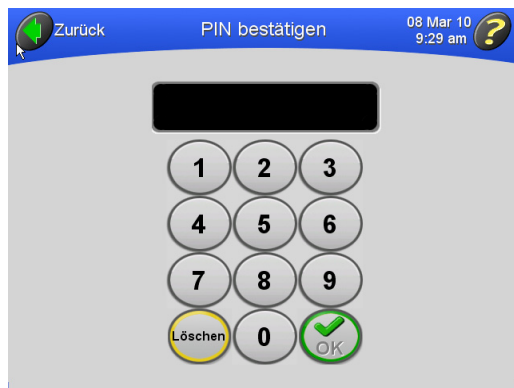 Zurück
PIN bestätigen
08 Mar 10
9:29 am
?
1 2 3
4 5 6
7 8 9
Löschen 0 OK